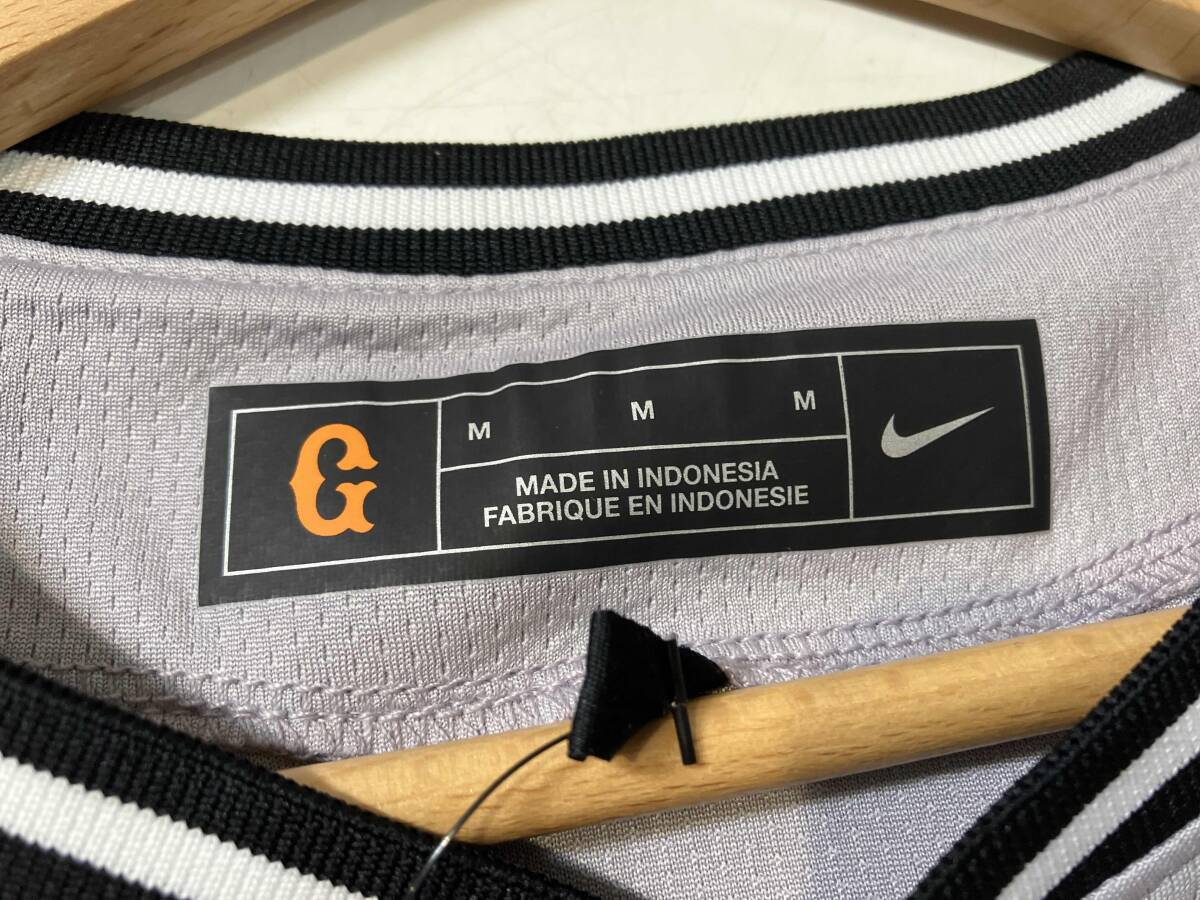 G
M M M
MADE IN INDONESIA
FABRIQUE EN INDONESIE